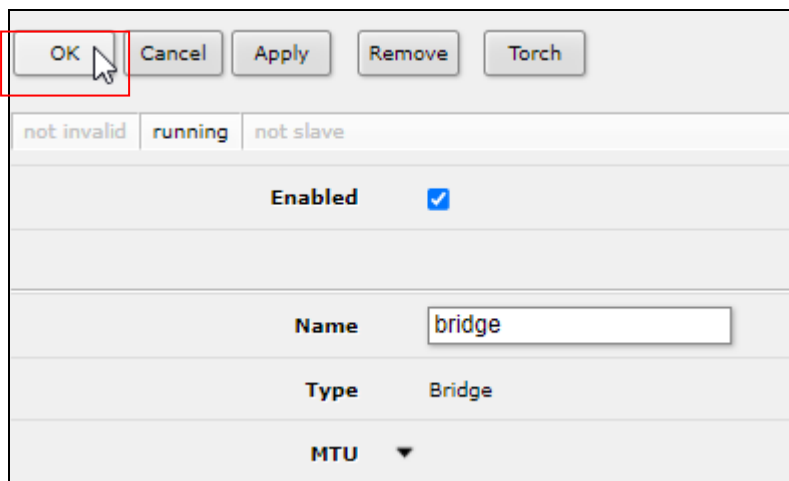 OK Cancel Apply Remove Torch
not invalid running not slave
Enabled
Name bridge
Type Bridge
MTU